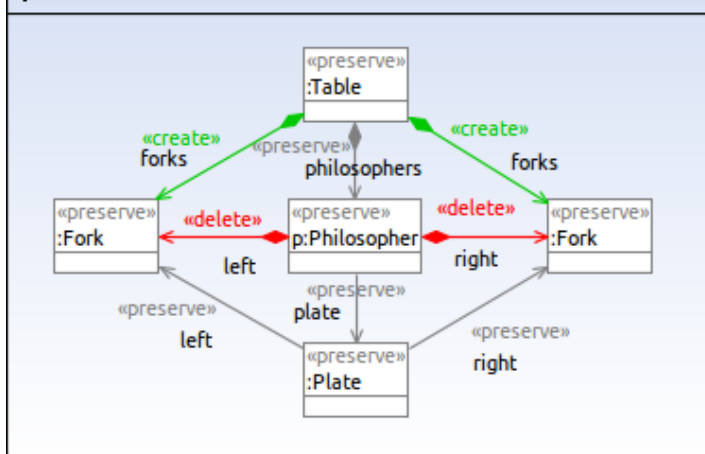 «preserve»
:Table
«create»
forks
«preserve»
philosophers
«create»
forks
«preserve»
:Fork
«delete»
left
«preserve»
p:Philosopher
«delete»
right
«preserve»
:Fork
«preserve»
left
«preserve»
plate
«preserve»
right
«preserve»
:Plate